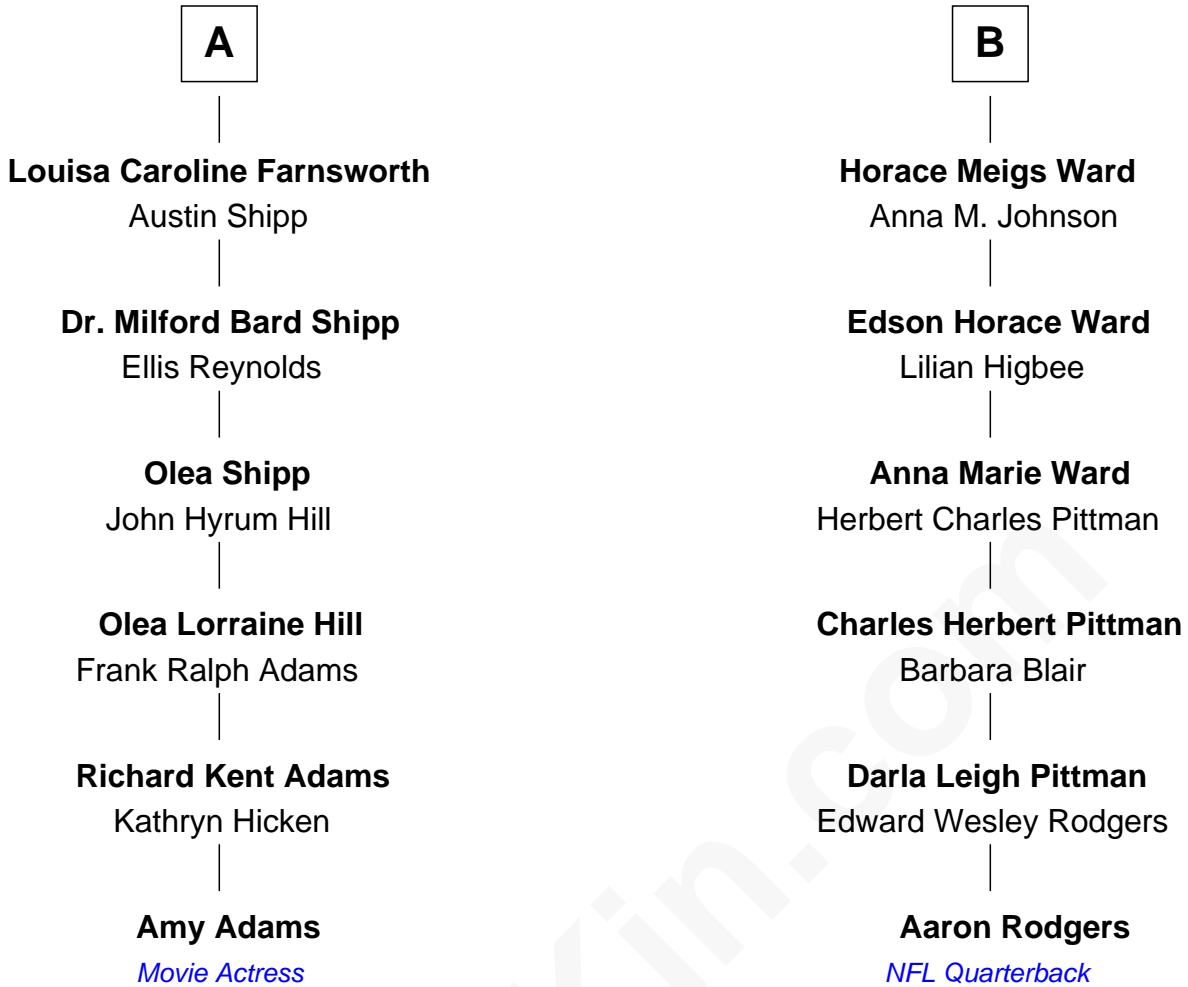 A
Louisa Caroline Farnsworth
Austin Shipp
Dr. Milford Bard Shipp
Ellis Reynolds
Olea Shipp
John Hyrum Hill
Olea Lorraine Hill
Frank Ralph Adams
Richard Kent Adams
Kathryn Hicken
Amy Adams
Movie Actress
B
Horace Meigs Ward
Anna M. Johnson
Edson Horace Ward
Lilian Higbee
Anna Marie Ward
Herbert Charles Pittman
Charles Herbert Pittman
Barbara Blair
Darla Leigh Pittman
Edward Wesley Rodgers
Aaron Rodgers
NFL Quarterback
Kin.com